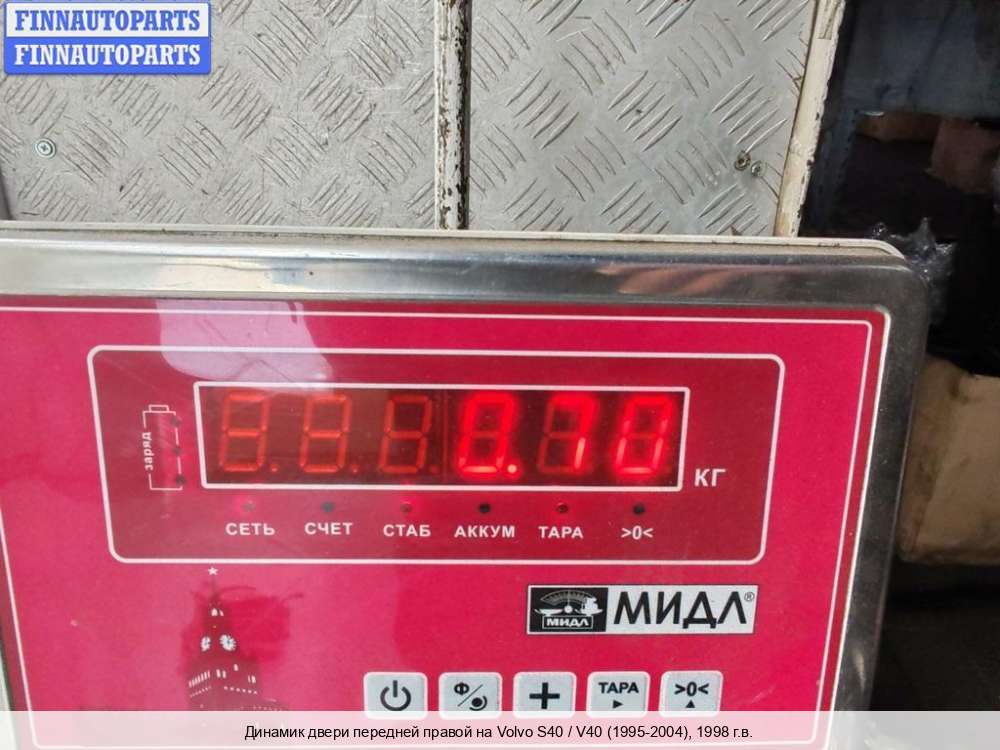 FINNAUTOPARTS
FINNAUTOPARTS
заряд
0.70 КГ
СЕТЬ СЧЕТ СТАБ АККУМ ТАРА >0<
МИДЛ МИДЛ®
Ф ТАРА >0<
Динамик двери передней правой на Volvo S40 / V40 (1995-2004), 1998 г.в.